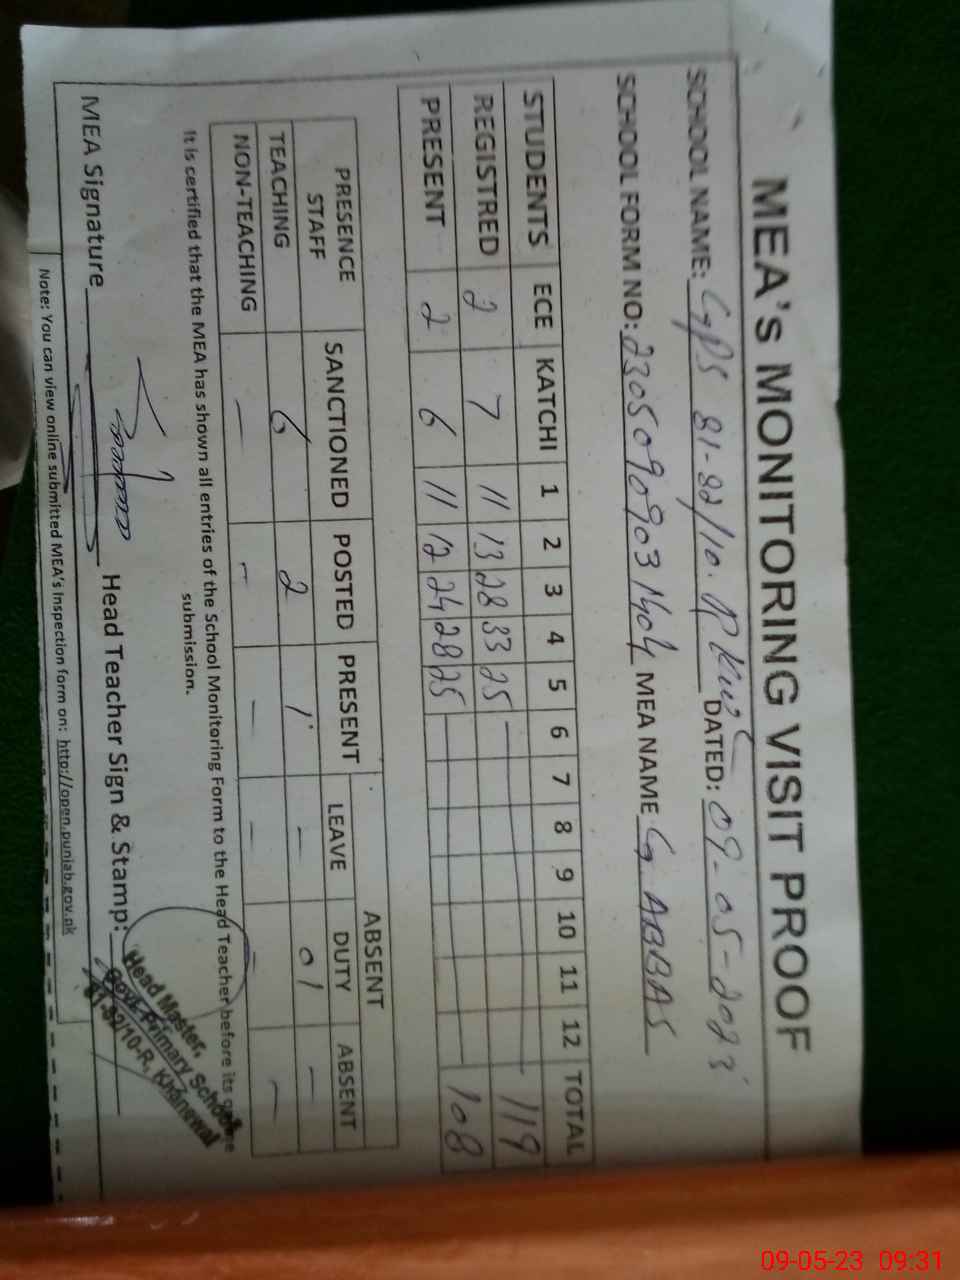 MEA's MONITORING VISIT PROOF
SCHOOL NAME: GPS 81-82/10.R KWL DATED: 09-05-2023
SCHOOL FORM NO: MEA NAME G. ABBAS
STUDENTS ECE KATCHI 1 2 3 4 5 6 7 8 9 10 11 12 TOTAL
REGISTRED 2 7 11 13 28 33 25 119
PRESENT 2 6 11 12 24 28 25 108
PRESENCE STAFF SANCTIONED POSTED PRESENT ABSENT
LEAVE DUTY ABSENT
TEACHING 6 2 1 - 01 -
NON-TEACHING - - - - - -
It is certified that the MEA has shown all entries of the School Monitoring Form to the Head Teacher before its
submission.
MEA Signature Head Teacher Sign & Stamp:
Head Master,
Govt. Primary School
81-82/10-R, Khanewal
Note: You can view online submitted MEA's Inspection form on: http://open.punjab.gov.pk
09-05-23 09:31